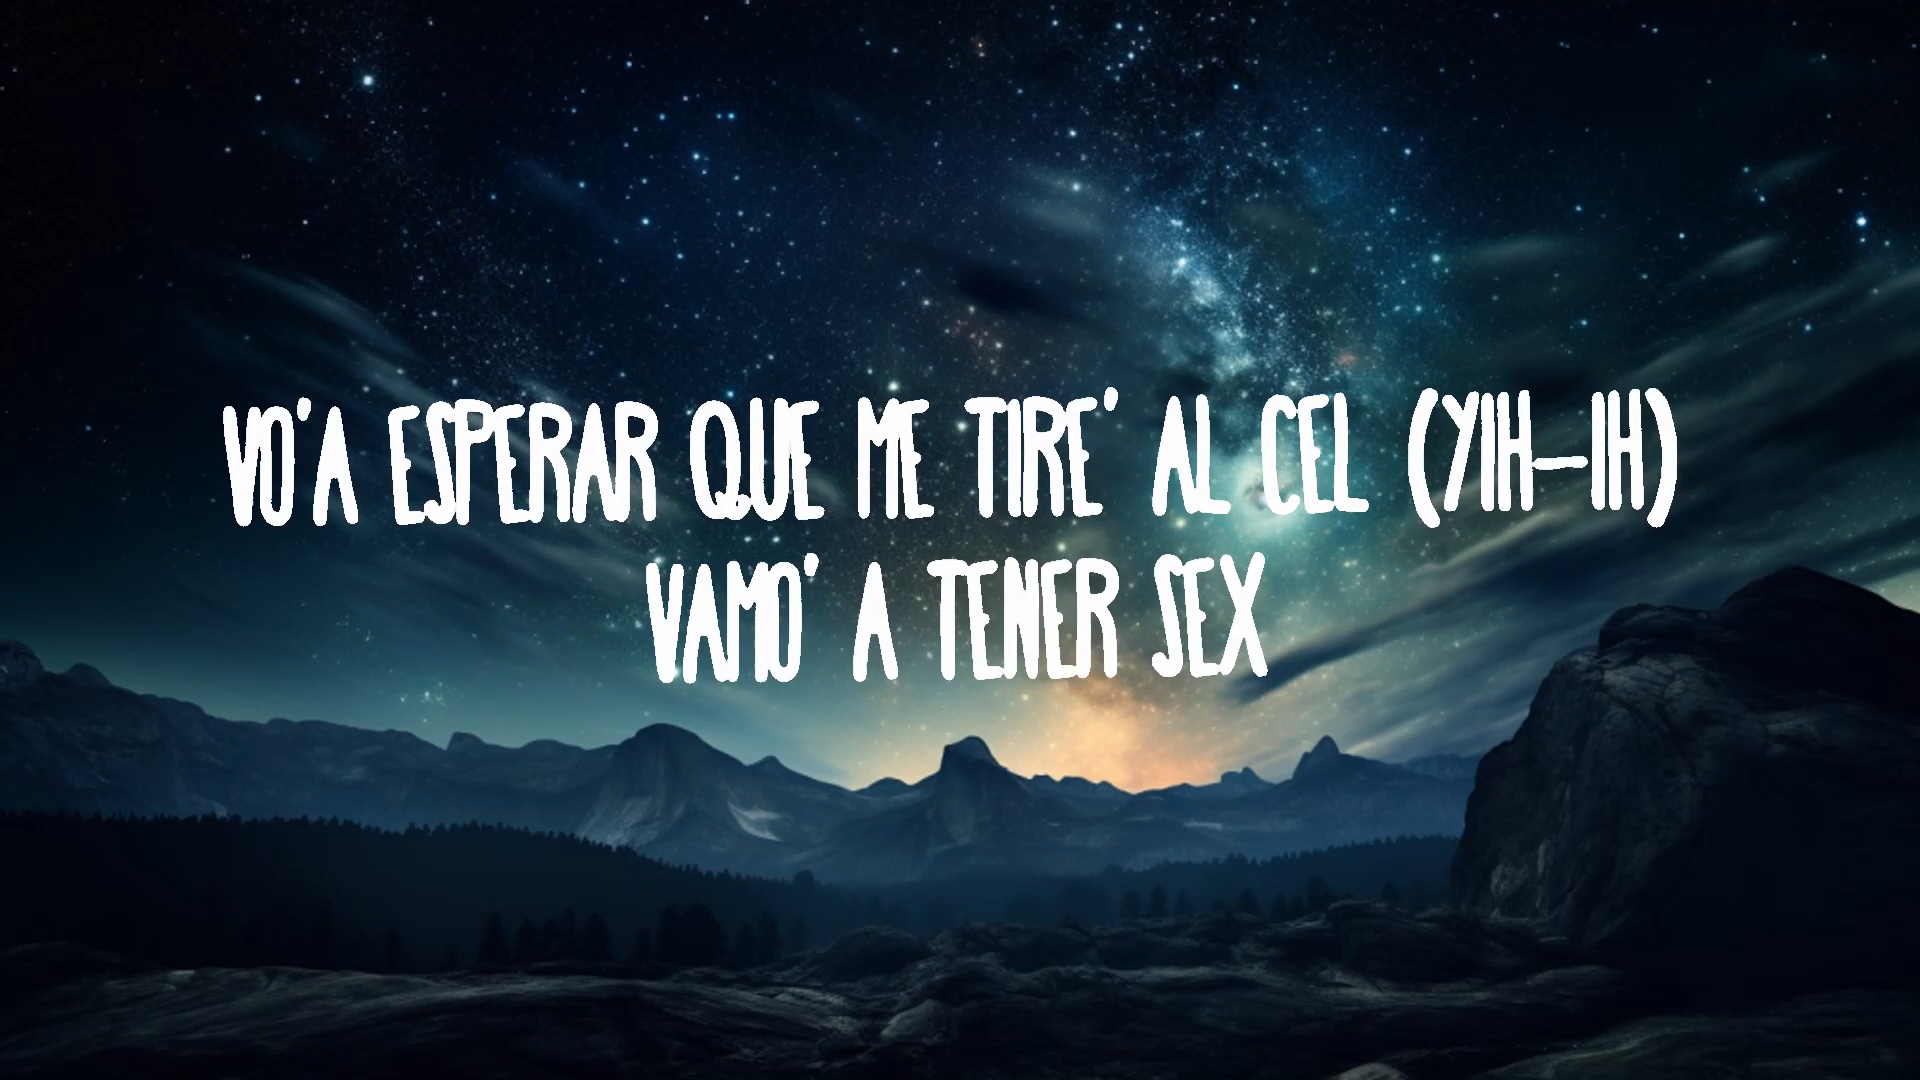 VO'A ESPERAR QUE ME TIRE' AL CEL (YIH-IH)
VAMO' A TENER SEX